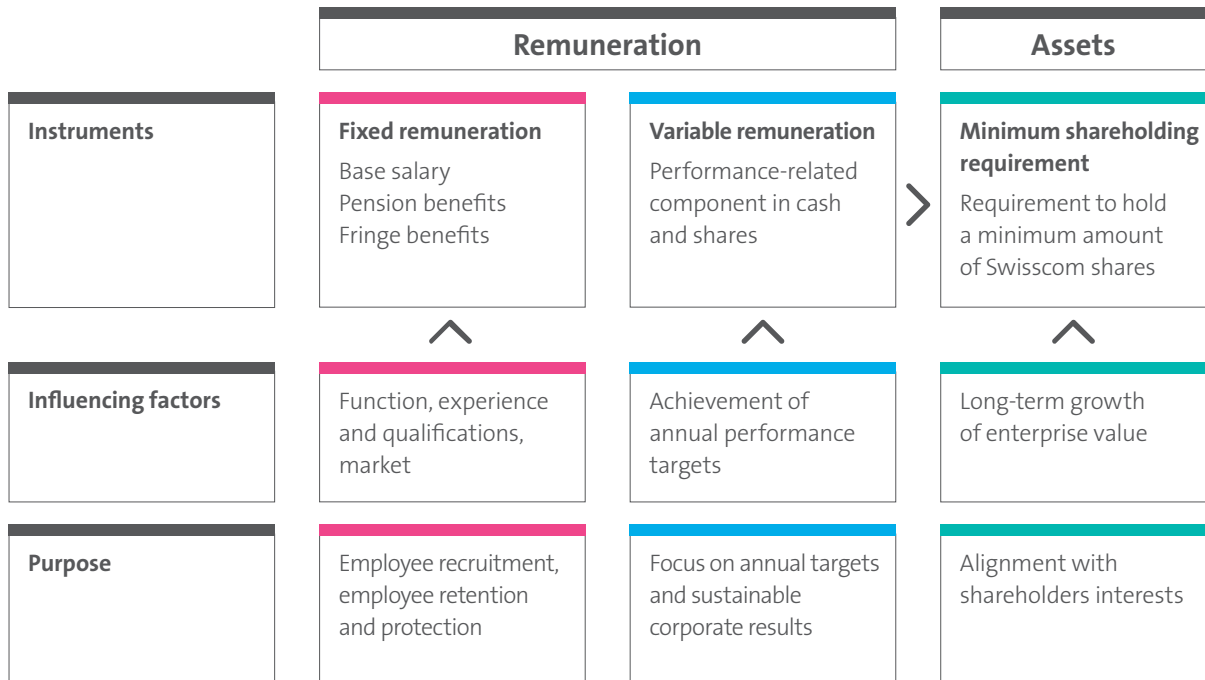 Remuneration
Assets
Instruments
Fixed remuneration
Base salary
Pension benefits
Fringe benefits
Variable remuneration
Performance-related
component in cash
and shares
Minimum shareholding
requirement
Requirement to hold
a minimum amount
of Swisscom shares
Influencing factors
Function, experience
and qualifications,
market
Achievement of
annual performance
targets
Long-term growth
of enterprise value
Purpose
Employee recruitment,
employee retention
and protection
Focus on annual targets
and sustainable
corporate results
Alignment with
shareholders interests